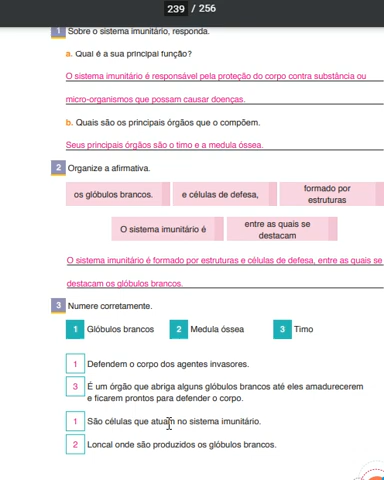 239 / 256
1 Sobre o sistema imunitário, responda.
a. Qual é a sua principal função?
O sistema imunitário é responsável pela proteção do corpo contra substância ou
micro-organismos que possam causar doenças.
b. Quais são os principais órgãos que o compõem.
Seus principais órgãos são o timo e a medula óssea.
2 Organize a afirmativa.
os glóbulos brancos.
e células de defesa,
formado por
estruturas
O sistema imunitário é
entre as quais se
destacam
O sistema imunitário é formado por estruturas e células de defesa, entre as quais se
destacam os glóbulos brancos.
3 Numere corretamente.
1 Glóbulos brancos 2 Medula óssea 3 Timo
1 Defendem o corpo dos agentes invasores.
3 É um órgão que abriga alguns glóbulos brancos até eles amadurecerem
e ficarem prontos para defender o corpo.
1 São células que atuam no sistema imunitário.
2 Loncal onde são produzidos os glóbulos brancos.